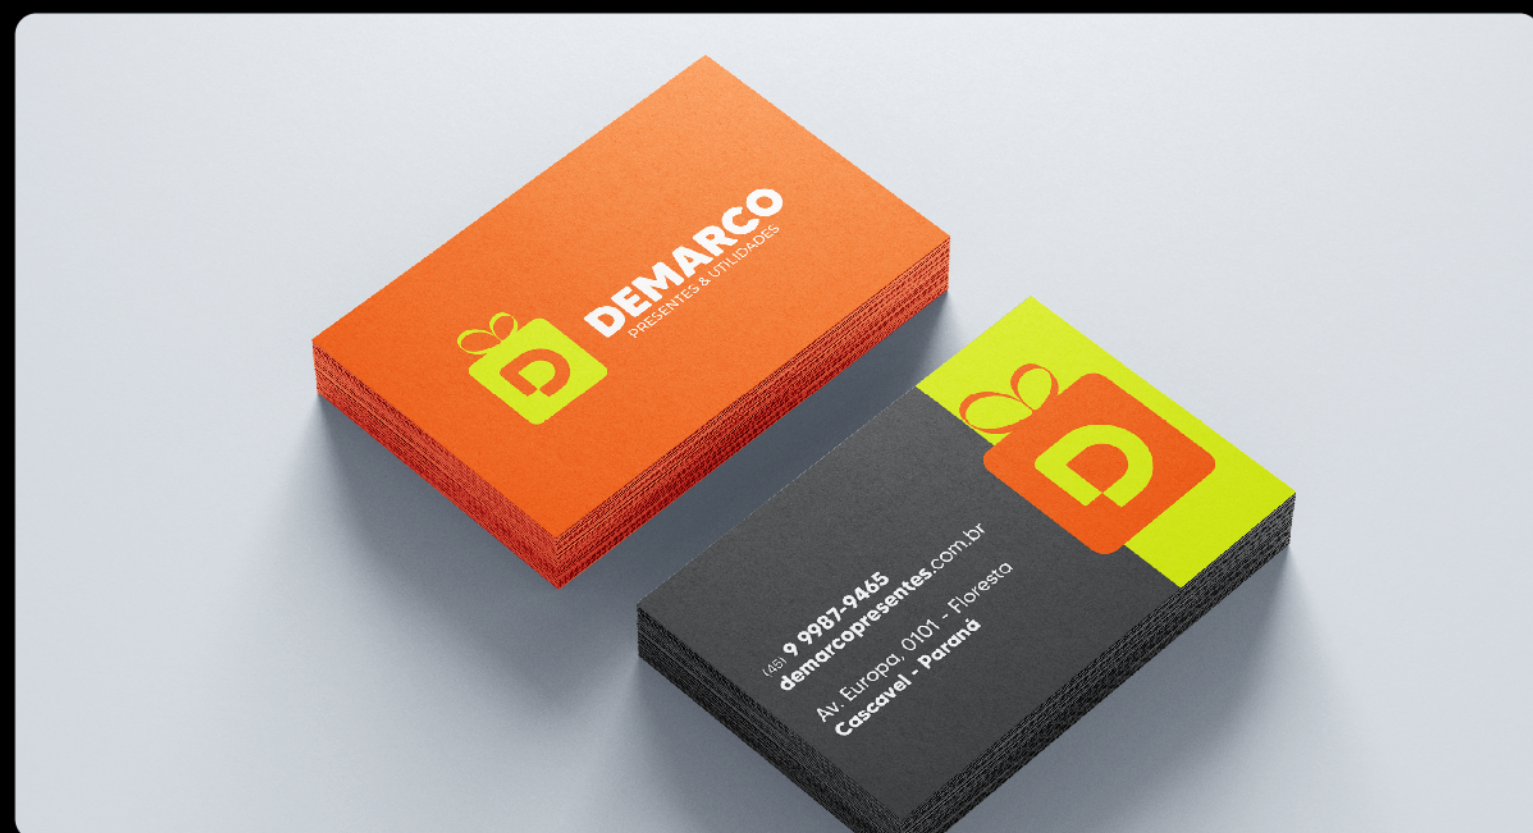 DEMARCO
PRESENTES & UTILIDADES
D
D
(45) 9 9987-9465
demarcopresentes.com.br
Av. Europa, 0101 - Floresta
Cascavel - Paraná